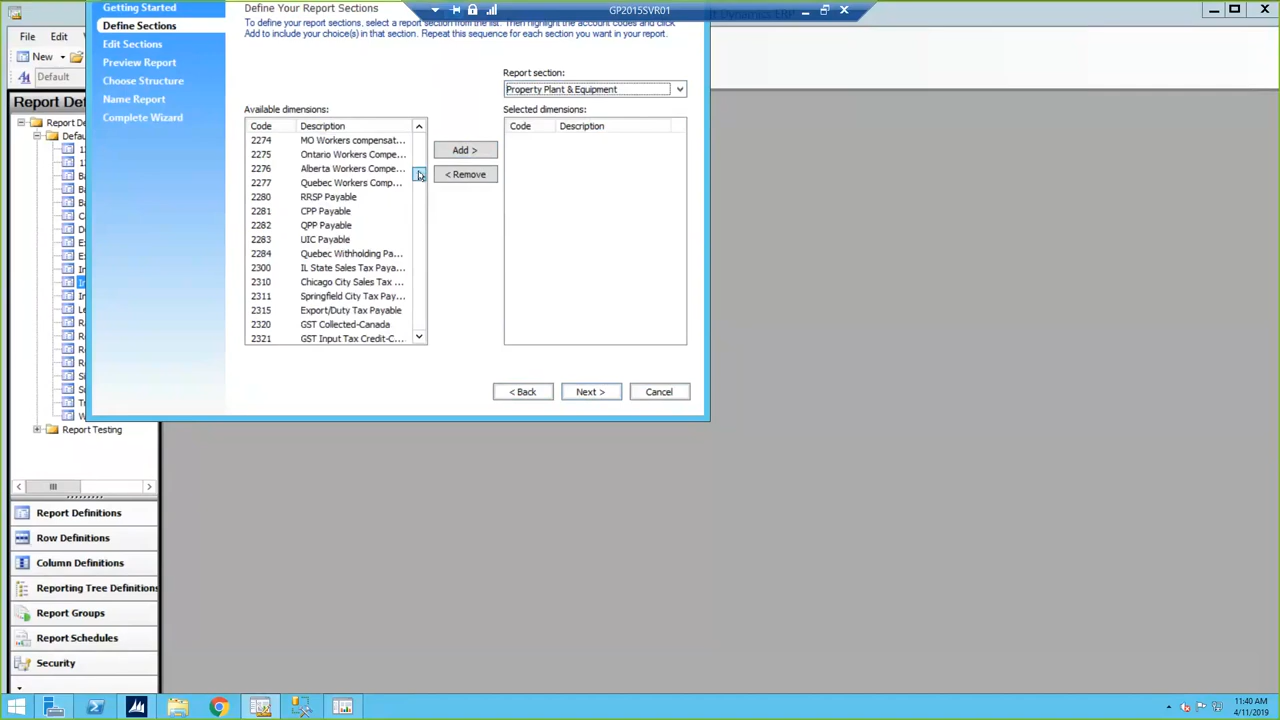 Getting Started
Define Your Report Sections
GP2015SVR01
Define Sections
To define your report sections, select a report section from the list. Then highlight the account codes and click
Add to include your choice(s) in that section. Repeat this sequence for each section you want in your report.
File Edit
Edit Sections
New
Preview Report
Default
Choose Structure
Report section:
Property Plant & Equipment
Report De
Name Report
Available dimensions:
Selected dimensions:
Complete Wizard
Code Description
Code Description
Report De
Defau
2274 MO Workers compensat...
2275 Ontario Workers Compe...
2276 Alberta Workers Compe...
2277 Quebec Workers Comp...
2280 RRSP Payable
2281 CPP Payable
2282 QPP Payable
2283 UIC Payable
2284 Quebec Withholding Pa...
2300 IL State Sales Tax Paya...
2310 Chicago City Sales Tax ...
2311 Springfield City Tax Pay...
2315 Export/Duty Tax Payable
2320 GST Collected-Canada
2321 GST Input Tax Credit-C...
Add >
< Remove
< Back
Next >
Cancel
Report Testing
Report Definitions
Row Definitions
Column Definitions
Reporting Tree Definitions
Report Groups
Report Schedules
Security
11:40 AM
4/11/2019